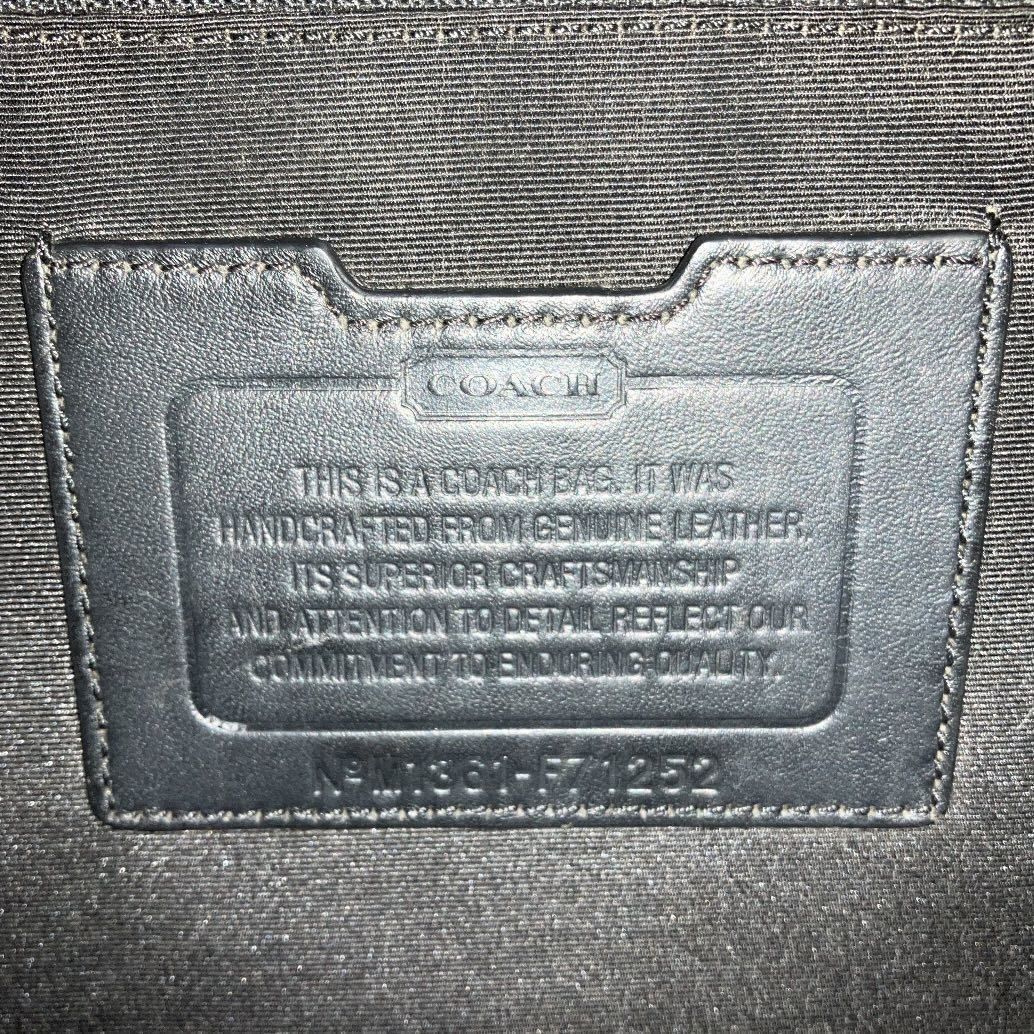 COACH
THIS IS A COACH BAG. IT WAS
HANDCRAFTED FROM GENUINE LEATHER.
ITS SUPERIOR CRAFTSMANSHIP
AND ATTENTION TO DETAIL REFLECT OUR
COMMITMENT TO ENDURING QUALITY.
Nº M1361-F71252